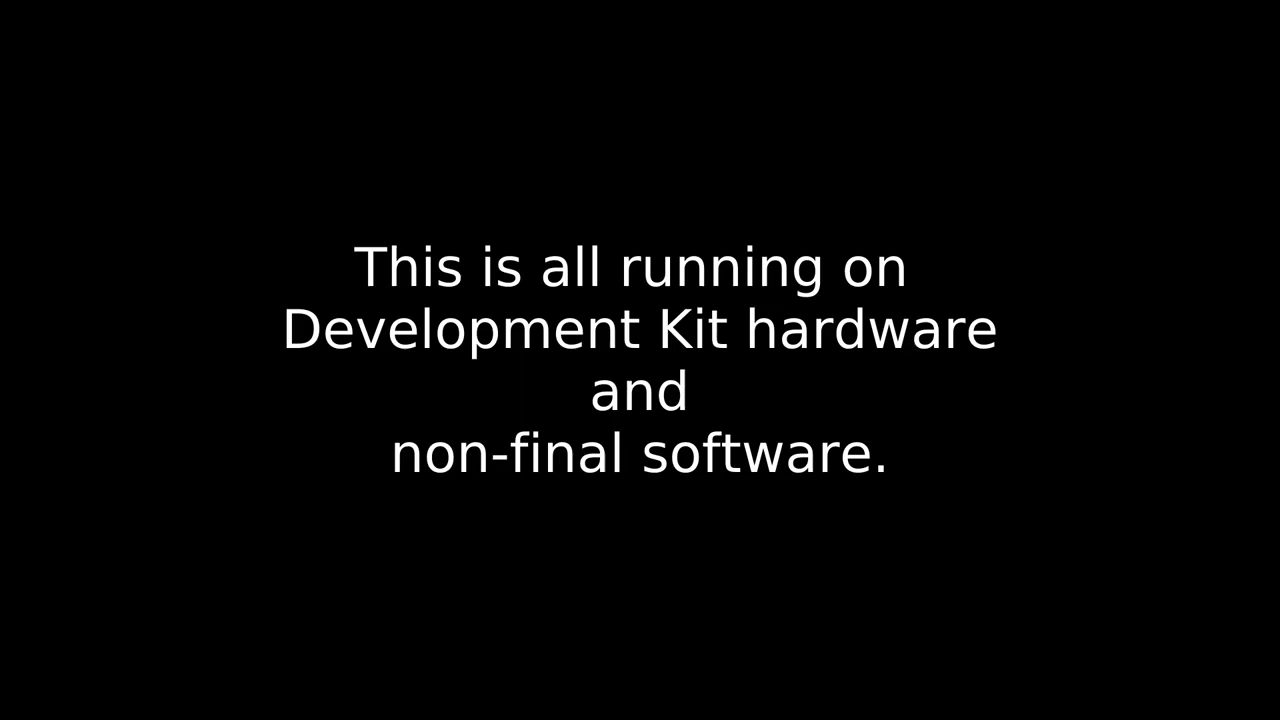 This is all running on
Development Kit hardware
and
non-final software.